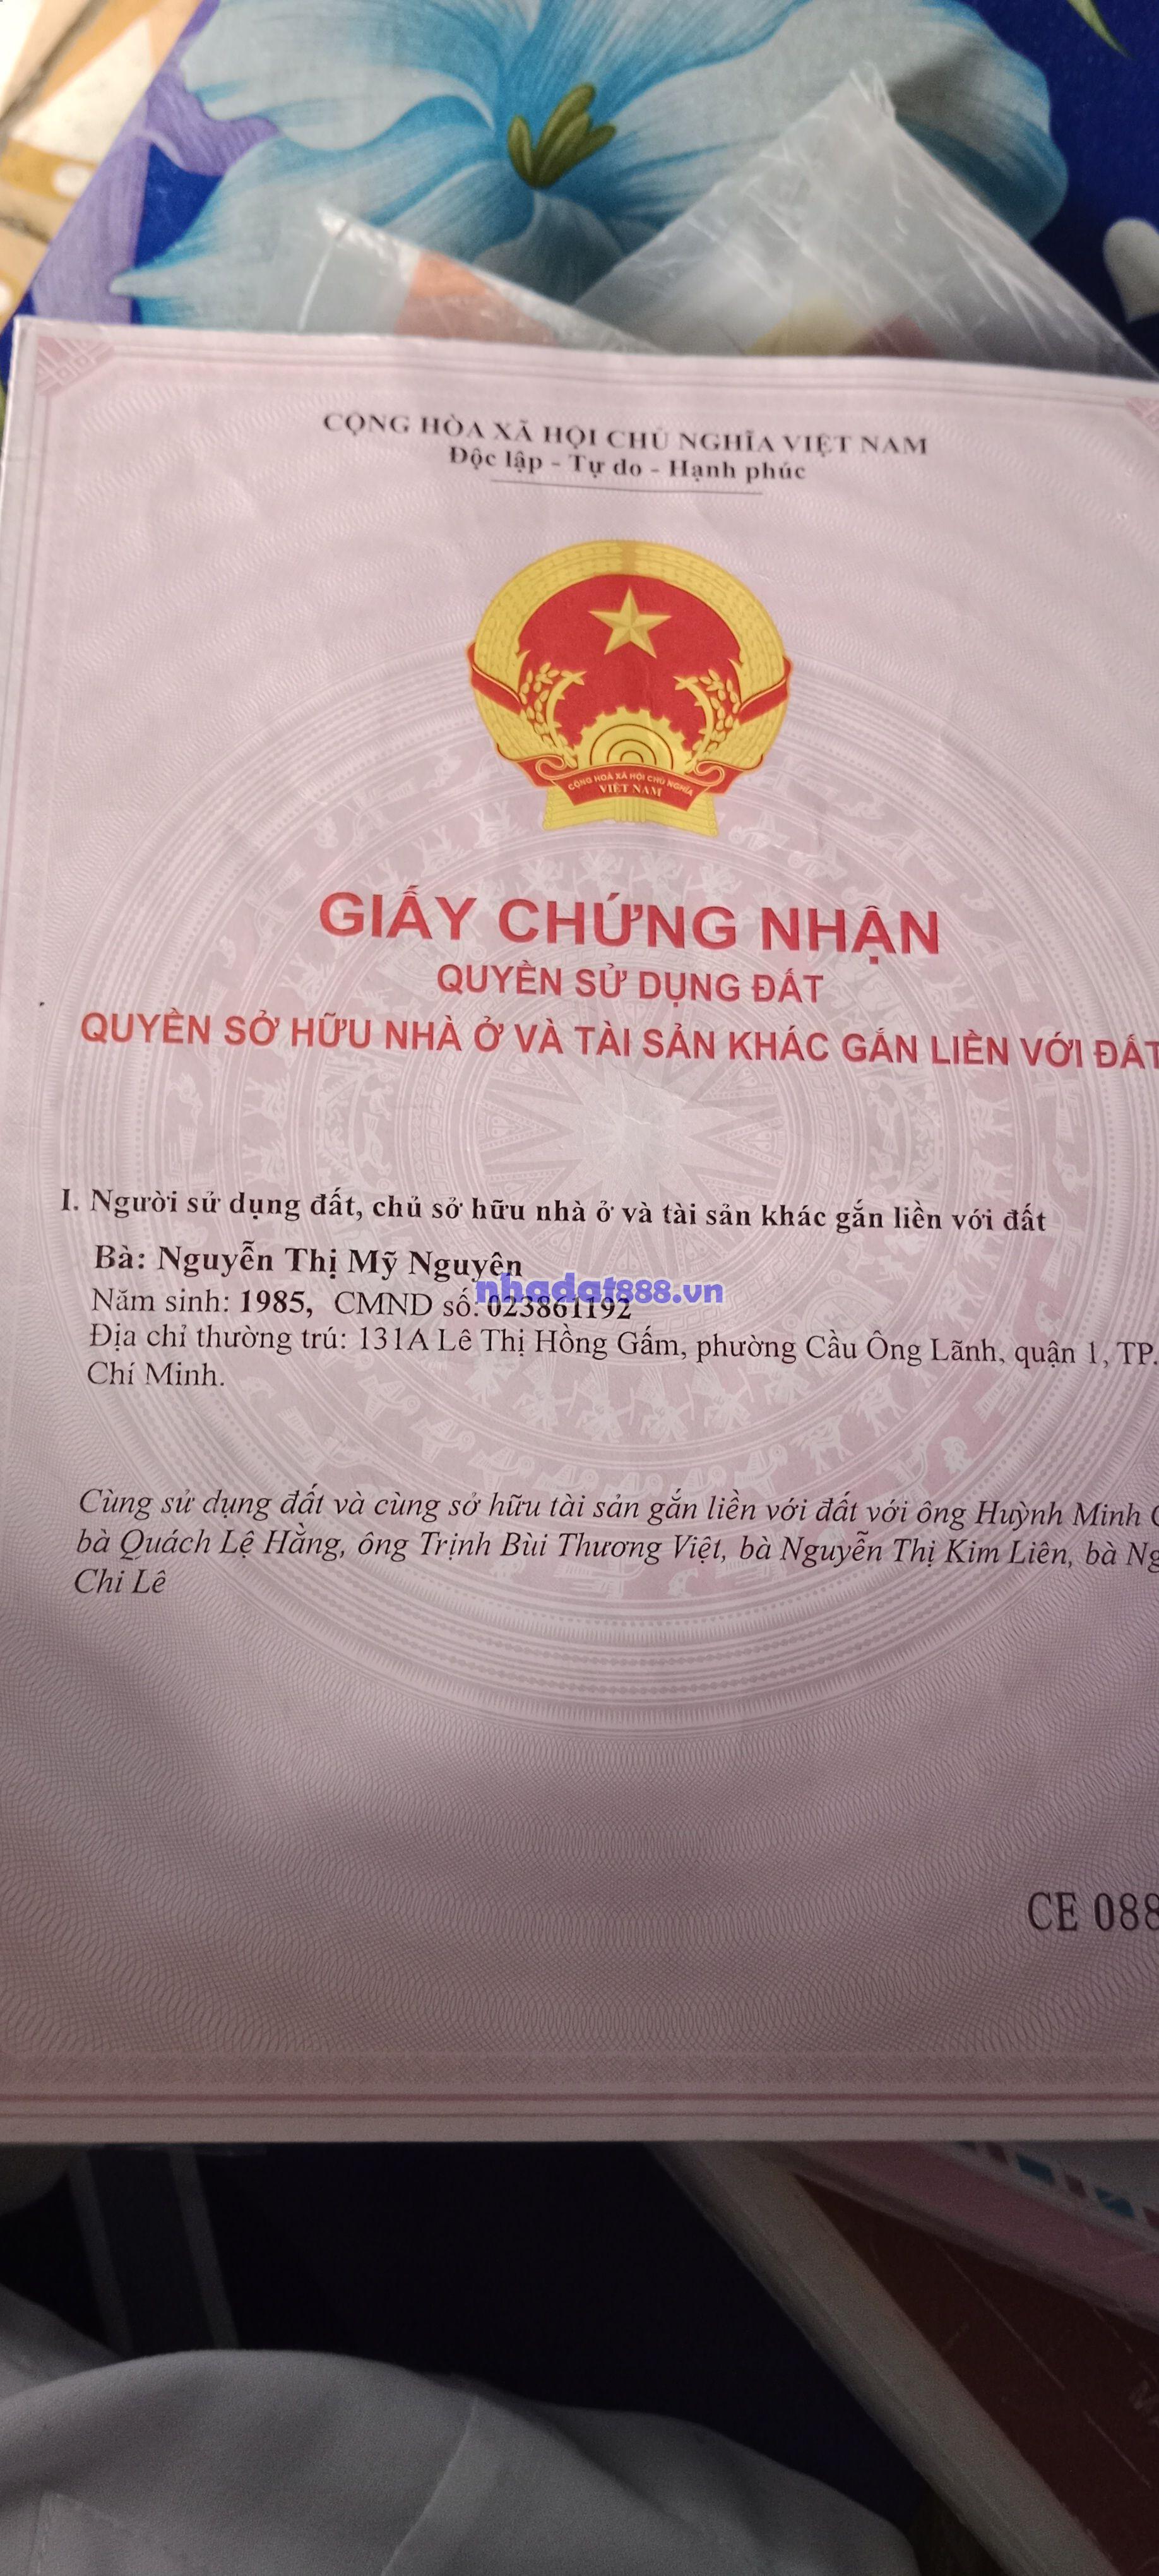 CỘNG HÒA XÃ HỘI CHỦ NGHĨA VIỆT NAM
Độc lập - Tự do - Hạnh phúc
CỘNG HOÀ XÃ HỘI CHỦ NGHĨA
VIỆT NAM
GIẤY CHỨNG NHẬN
QUYỀN SỬ DỤNG ĐẤT
QUYỀN SỞ HỮU NHÀ Ở VÀ TÀI SẢN KHÁC GẮN LIỀN VỚI ĐẤT
I. Người sử dụng đất, chủ sở hữu nhà ở và tài sản khác gắn liền với đất
Bà: Nguyễn Thị Mỹ Nguyên
nhadat888.vn
Năm sinh: 1985, CMND số: 023861192
Địa chỉ thường trú: 131A Lê Thị Hồng Gấm, phường Cầu Ông Lãnh, quận 1, TP.
Chí Minh.
Cùng sử dụng đất và cùng sở hữu tài sản gắn liền với đất với ông Huỳnh Minh
bà Quách Lệ Hằng, ông Trịnh Bùi Thương Việt, bà Nguyễn Thị Kim Liên, bà Ng
Chi Lê
CE 088